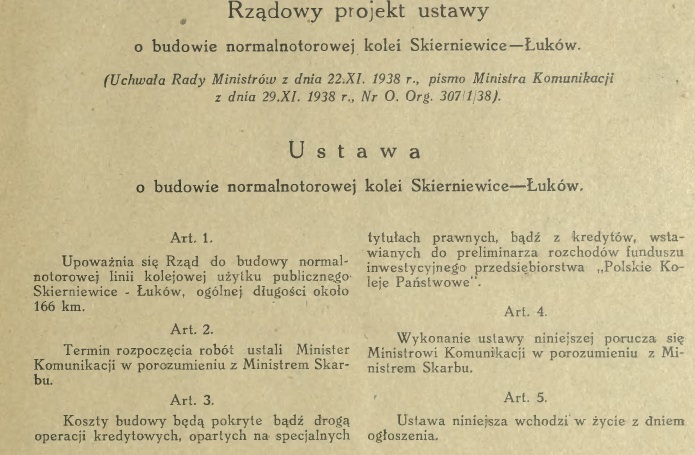 Rządowy projekt ustawy
o budowie normalnotorowej kolei Skierniewice—Łuków.
(Uchwała Rady Ministrów z dnia 22.XI. 1938 r., pismo Ministra Komunikacji
z dnia 29.XI. 1938 r., Nr O. Org. 307/1/38).
Ustawa
o budowie normalnotorowej kolei Skierniewice—Łuków.
Art. 1.
Upoważnia się Rząd do budowy normal-
notorowej linii kolejowej użytku publicznego
Skierniewice - Łuków, ogólnej długości około
166 km.
Art. 2.
Termin rozpoczęcia robót ustali Minister
Komunikacji w porozumieniu z Ministrem Skar-
bu.
Art. 3.
Koszty budowy będą pokryte bądź drogą
operacji kredytowych, opartych na specjalnych
tytułach prawnych, bądź z kredytów, wsta-
wianych do preliminarza rozchodów funduszu
inwestycyjnego przedsiębiorstwa „Polskie Ko-
leje Państwowe".
Art. 4.
Wykonanie ustawy niniejszej porucza się
Ministrowi Komunikacji w porozumieniu z Mi-
nistrem Skarbu.
Art. 5.
Ustawa niniejsza wchodzi w życie z dniem
ogłoszenia.